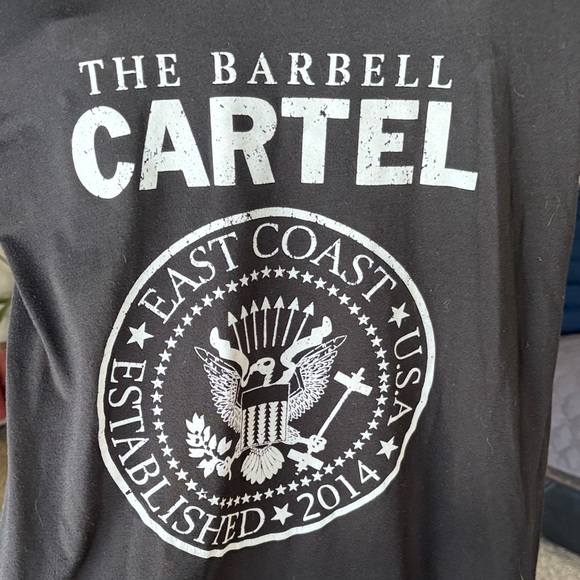 THE BARBELL
CARTEL
EAST COAST ★ U.S.A ★ 2014 ★ ESTABLISHED ★